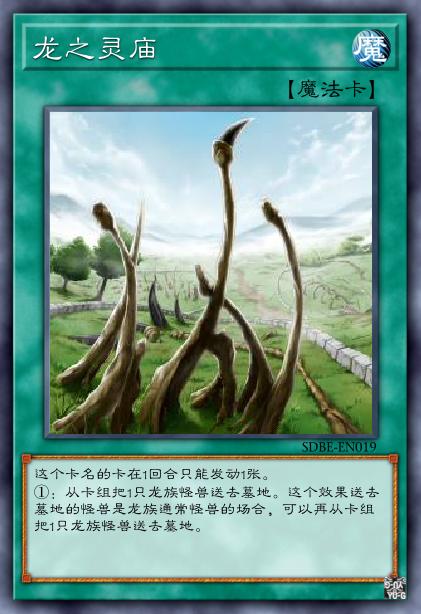 龙之灵庙
魔
【魔法卡】
SDBE-EN019
这个卡名的卡在1回合只能发动1张。
①：从卡组把1只龙族怪兽送去墓地。这个效果送去
墓地的怪兽是龙族通常怪兽的场合，可以再从卡组
把1只龙族怪兽送去墓地。